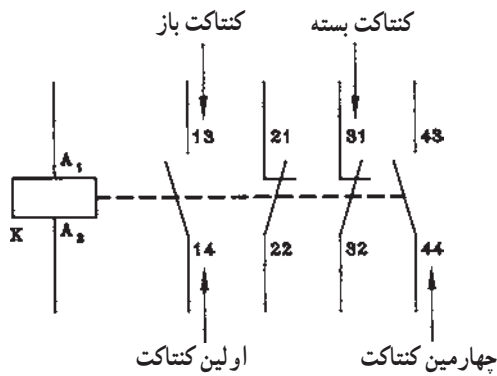 کنتاکت بسته
کنتاکت باز
13 21 31 43
A₁
K A₂
14 22 32 44
چهارمین کنتاکت
اولین کنتاکت